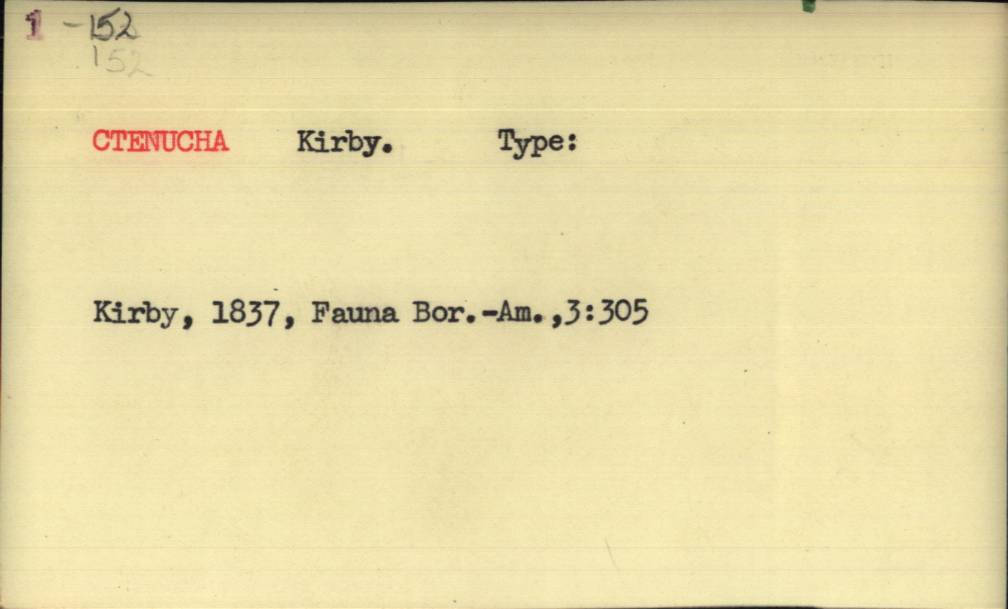 1 -152
152
CTENUCHA Kirby. Type:
Kirby, 1837, Fauna Bor.-Am.,3:305